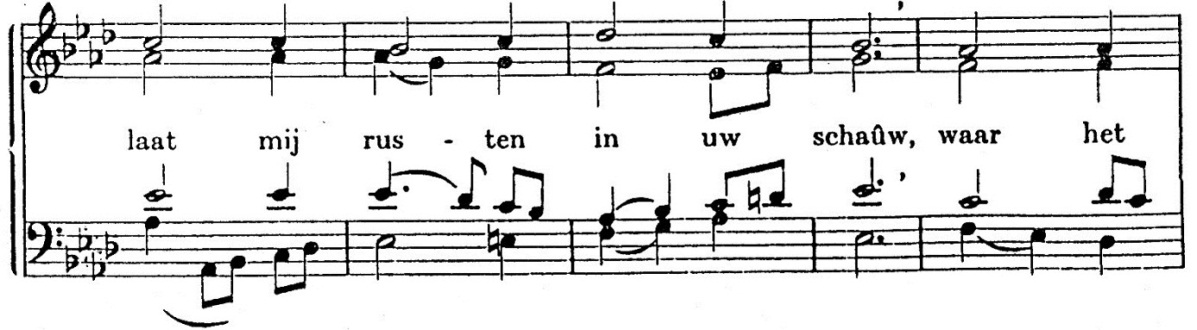 laat mij rus - ten in uw schaûw, waar het